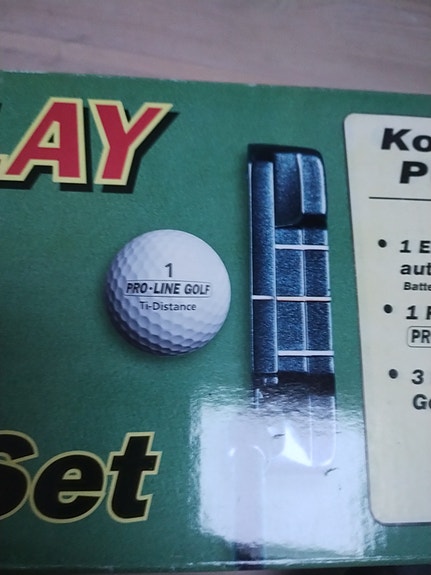 LAY
1
PRO-LINE GOLF
Ti-Distance
Set
Ko
P
• 1 E
aut
Batte
• 1
PR
• 3
Go